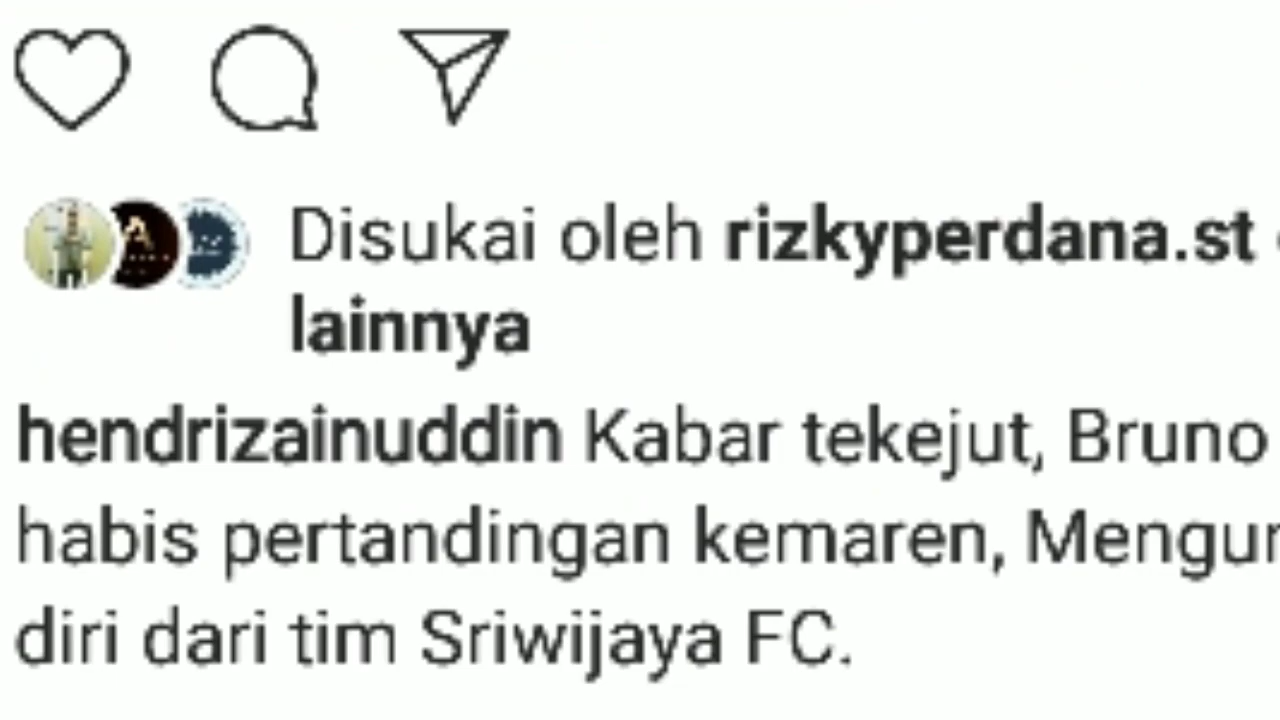 Disukai oleh rizkyperdana.st
lainnya
hendrizainuddin Kabar tekejut, Bruno
habis pertandingan kemaren, Mengun
diri dari tim Sriwijaya FC.